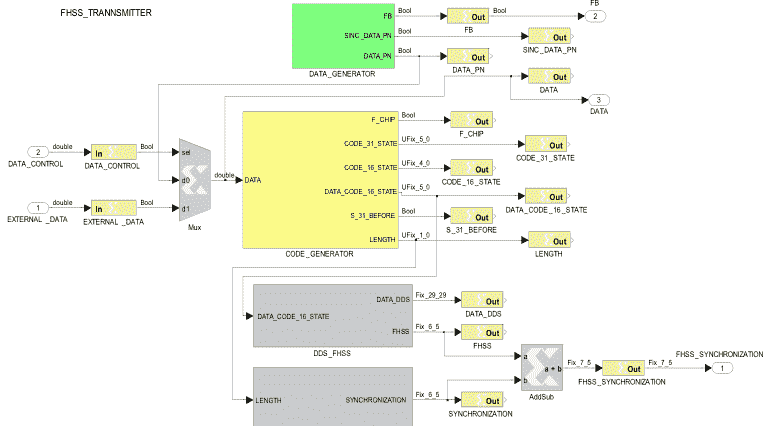 FHSS_TRANNSMITTER
FB
Bool
Out
FB
Bool
2
FB
SINC_DATA_PN
Bool
Out
SINC_DATA_PN
DATA_PN
Bool
Out
DATA_PN
DATA_GENERATOR
Out
DATA
3
DATA
2
DATA_CONTROL
double
In
DATA_CONTROL
Bool
sel
d0
d1
Mux
1
EXTERNAL _DATA
double
In
EXTERNAL _DATA
Bool
double
DATA
F_CHIP
Bool
Out
F_CHIP
CODE_31_STATE
UFix_5_0
Out
CODE_31_STATE
CODE_16_STATE
UFix_4_0
Out
CODE_16_STATE
DATA_CODE_16_STATE
UFix_5_0
Out
DATA_CODE_16_STATE
S_31_BEFORE
Bool
Out
S_31_BEFORE
LENGTH
UFix_1_0
Out
LENGTH
CODE_GENERATOR
DATA_CODE_16_STATE
DATA_DDS
Fix_29_29
Out
DATA_DDS
FHSS
Fix_6_5
Out
FHSS
DDS_FHSS
LENGTH
SYNCHRONIZATION
Fix_6_5
Out
SYNCHRONIZATION
a
b
a + b
AddSub
Fix_7_5
Out
FHSS_SYNCHRONIZATION
Fix_7_5
FHSS_SYNCHRONIZATION
1